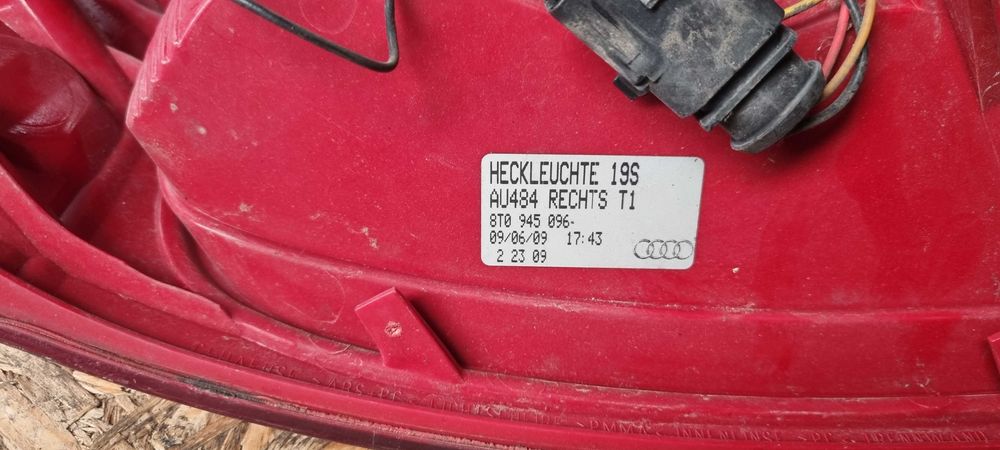 HECKLEUCHTE 19S
AU484 RECHTS T1
8T0 945 096-
09/06/09 17:43
2 23 09